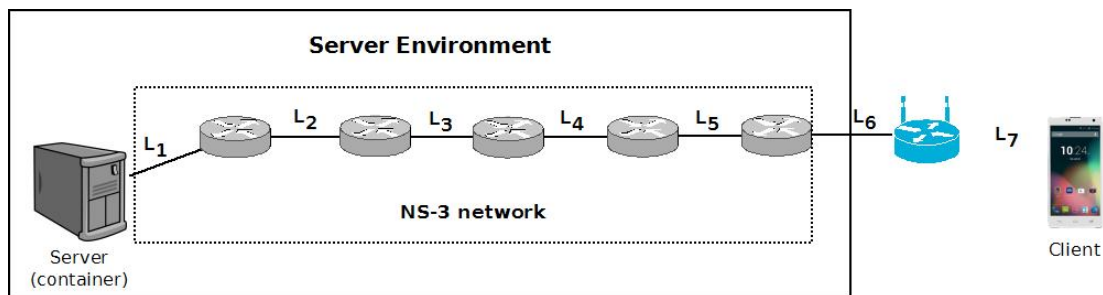 Server Environment
L1
L2
L3
L4
L5
L6
L7
10:24
NS-3 network
Server
(container)
Client